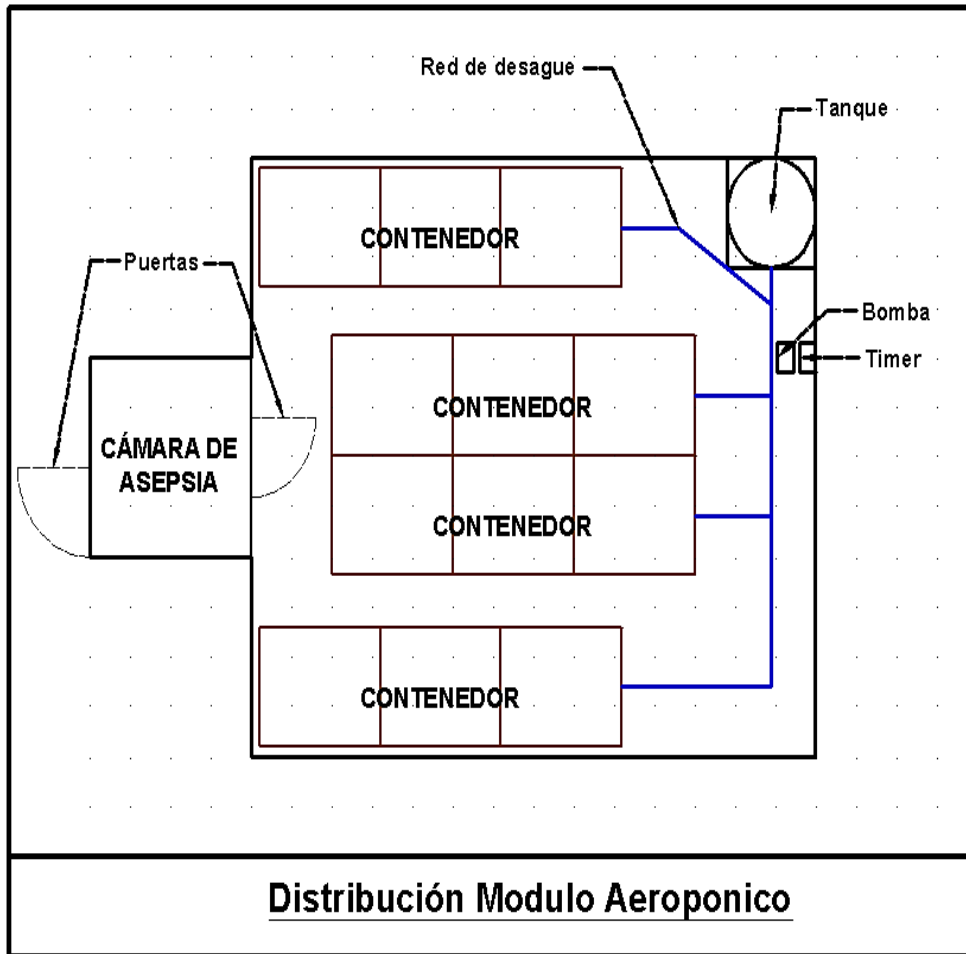 Red de desague
Tanque
CONTENEDOR
Puertas
Bomba
Timer
CONTENEDOR
CÁMARA DE
ASEPSIA
CONTENEDOR
CONTENEDOR
Distribución Modulo Aeroponico